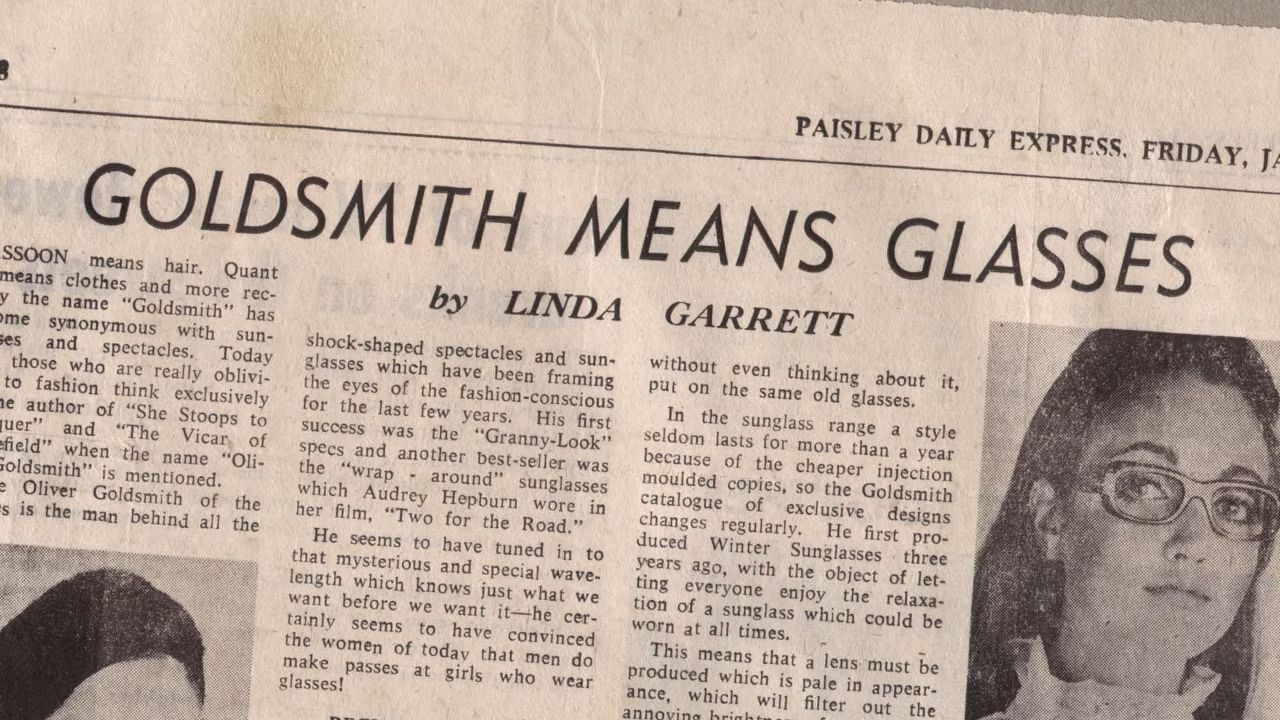 PAISLEY DAILY EXPRESS, FRIDAY,
GOLDSMITH MEANS GLASSES
by LINDA GARRETT
SSOON means hair. Quant
means clothes and more rec-
y the name "Goldsmith" has
ome synonymous with sun-
ses and spectacles. Today
those who are really oblivi-
to fashion think exclusively
he author of "She Stoops to
quer" and "The Vicar of
efield" when the name "Oli-
Goldsmith" is mentioned.
e Oliver Goldsmith of the
s is the man behind all the
shock-shaped spectacles and sun-
glasses which have been framing
the eyes of the fashion-conscious
for the last few years. His first
success was the "Granny-Look"
specs and another best-seller was
the "wrap - around" sunglasses
which Audrey Hepburn wore in
her film, "Two for the Road."
He seems to have tuned in to
that mysterious and special wave-
length which knows just what we
want before we want it—he cer-
tainly seems to have convinced
the women of today that men do
make passes at girls who wear
glasses!
without even thinking about it,
put on the same old glasses.
In the sunglass range a style
seldom lasts for more than a year
because of the cheaper injection
moulded copies, so the Goldsmith
catalogue of exclusive designs
changes regularly. He first pro-
duced Winter Sunglasses three
years ago, with the object of let-
ting everyone enjoy the relaxa-
tion of a sunglass which could be
worn at all times.
This means that a lens must be
produced which is pale in appear-
ance, which will filter out the
annoying brightness